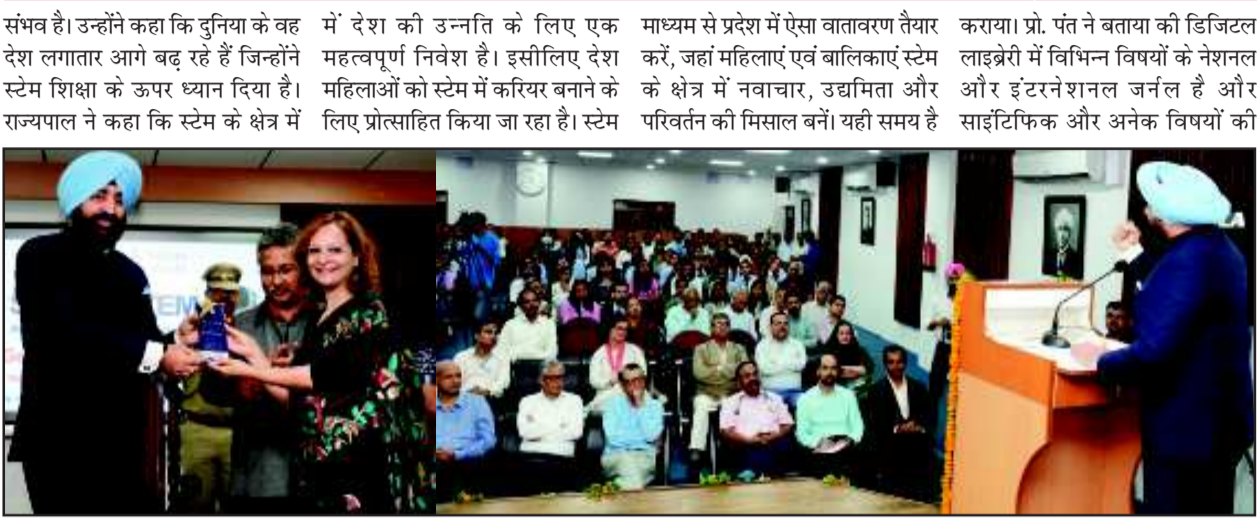 संभव है। उन्होंने कहा कि दुनिया के वह
देश लगातार आगे बढ़ रहे हैं जिन्होंने
स्टेम शिक्षा के ऊपर ध्यान दिया है।
राज्यपाल ने कहा कि स्टेम के क्षेत्र में
में देश की उन्नति के लिए एक
महत्वपूर्ण निवेश है। इसीलिए देश
महिलाओं को स्टेम में करियर बनाने के
लिए प्रोत्साहित किया जा रहा है। स्टेम
माध्यम से प्रदेश में ऐसा वातावरण तैयार
करें, जहां महिलाएं एवं बालिकाएं स्टेम
के क्षेत्र में नवाचार, उद्यमिता और
परिवर्तन की मिसाल बनें। यही समय है
कराया। प्रो. पंत ने बताया की डिजिटल
लाइब्रेरी में विभिन्न विषयों के नेशनल
और इंटरनेशनल जर्नल है और
साइंटिफिक और अनेक विषयों की